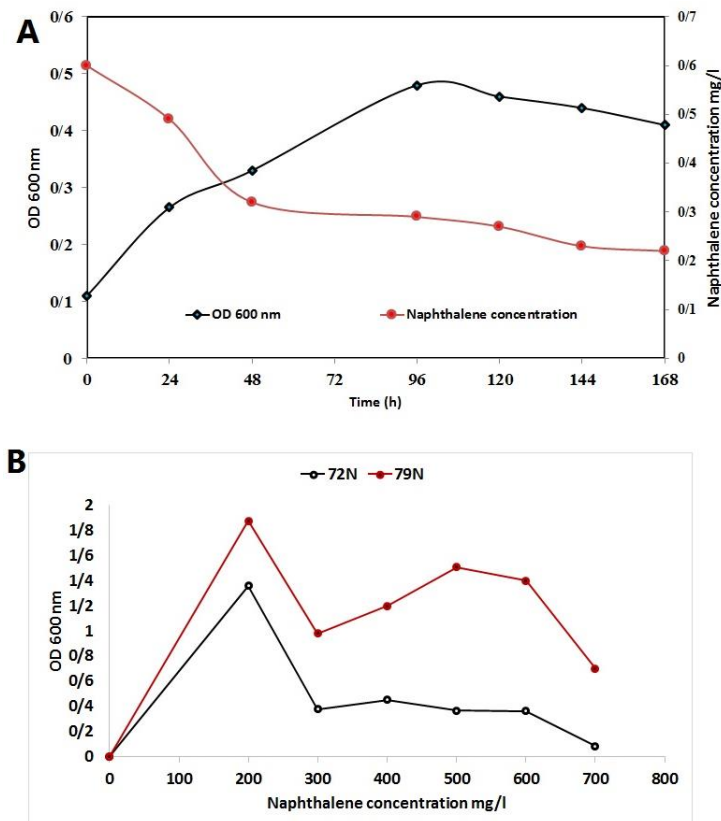 A
0/6
0/5
0/4
0/3
0/2
0/1
0
OD 600 nm
0/7
0/6
0/5
0/4
0/3
0/2
0/1
0
Naphthalene concentration mg/l
OD 600 nm
Naphthalene concentration
0 24 48 72 96 120 144 168
Time (h)
B
72N 79N
2
1/8
1/6
1/4
1/2
1
0/8
0/6
0/4
0/2
0
OD 600 nm
0 100 200 300 400 500 600 700 800
Naphthalene concentration mg/l